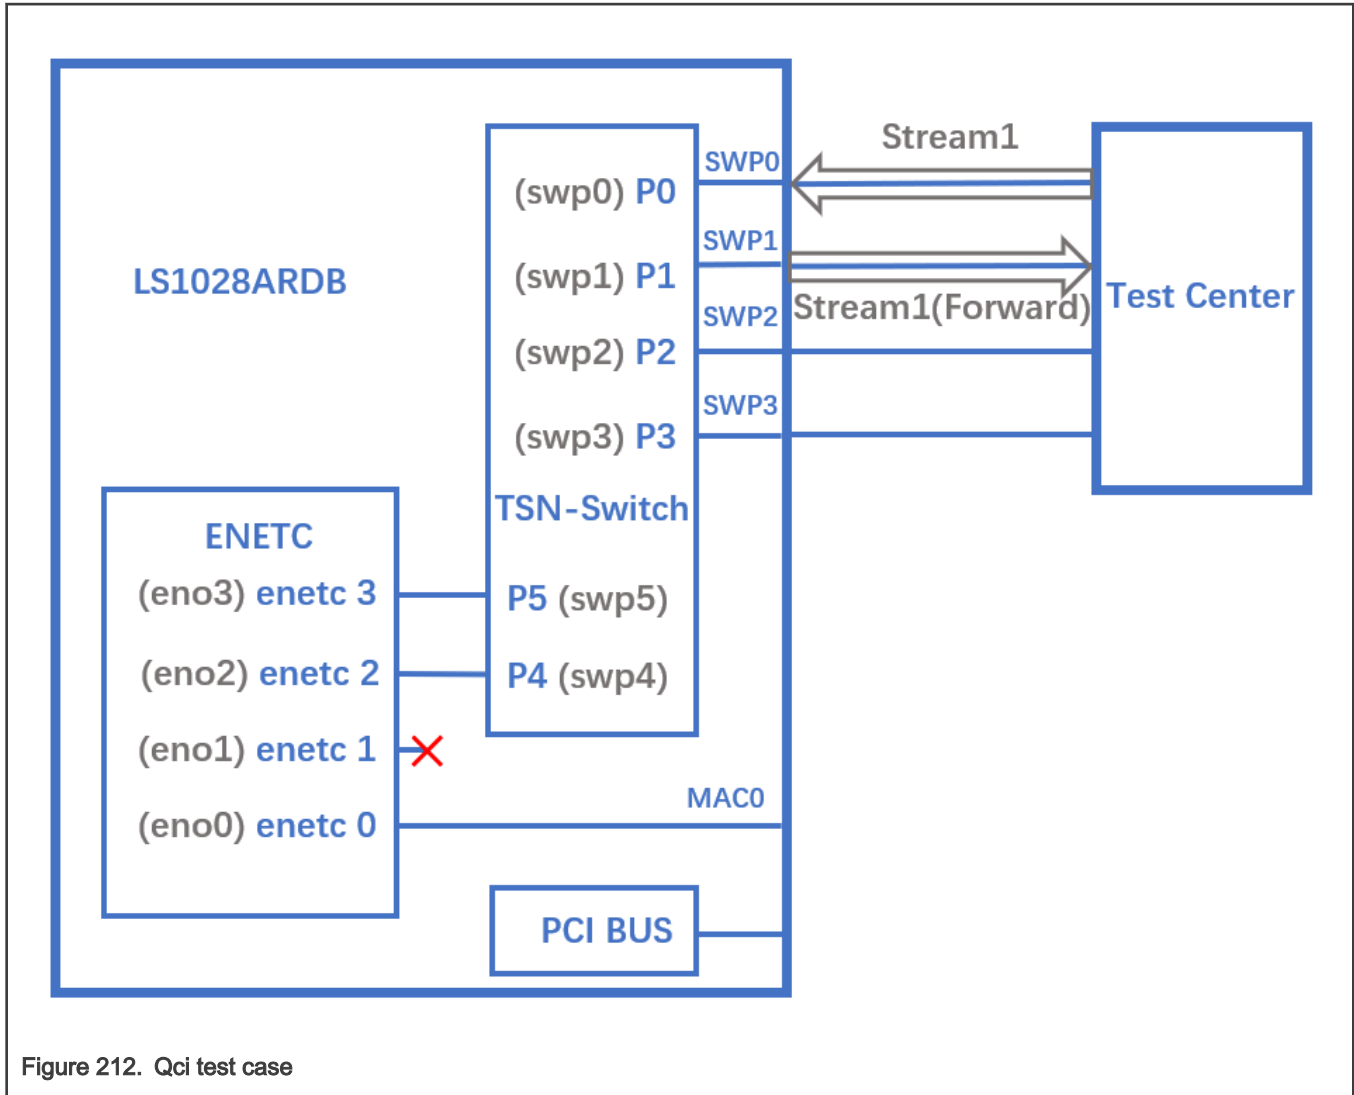 Stream1
SWP0
(swp0) P0
SWP1
(swp1) P1
LS1028ARDB
Test Center
Stream1(Forward)
SWP2
(swp2) P2
SWP3
(swp3) P3
TSN-Switch
ENETC
(eno3) enetc 3
P5 (swp5)
(eno2) enetc 2
P4 (swp4)
(eno1) enetc 1
MAC0
(eno0) enetc 0
PCI BUS
Figure 212. Qci test case